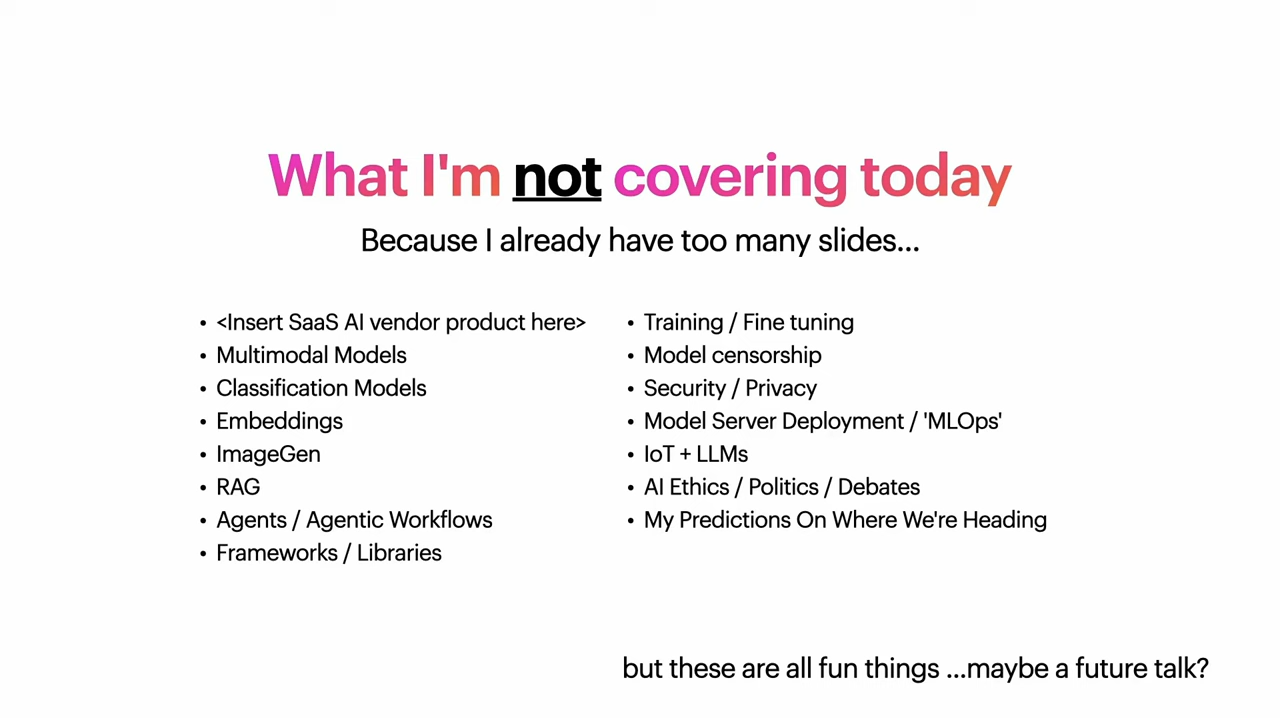 What I'm not covering today
Because I already have too many slides...
• <Insert SaaS AI vendor product here>
• Multimodal Models
• Classification Models
• Embeddings
• ImageGen
• RAG
• Agents / Agentic Workflows
• Frameworks / Libraries
• Training / Fine tuning
• Model censorship
• Security / Privacy
• Model Server Deployment / 'MLOps'
• IoT + LLMs
• AI Ethics / Politics / Debates
• My Predictions On Where We're Heading
but these are all fun things ...maybe a future talk?